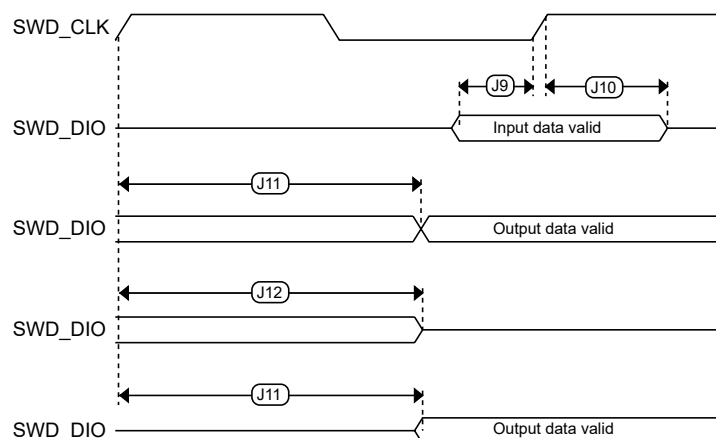 SWD_CLK
J9
J10
SWD_DIO
Input data valid
J11
SWD_DIO
Output data valid
J12
SWD_DIO
J11
SWD_DIO
Output data valid